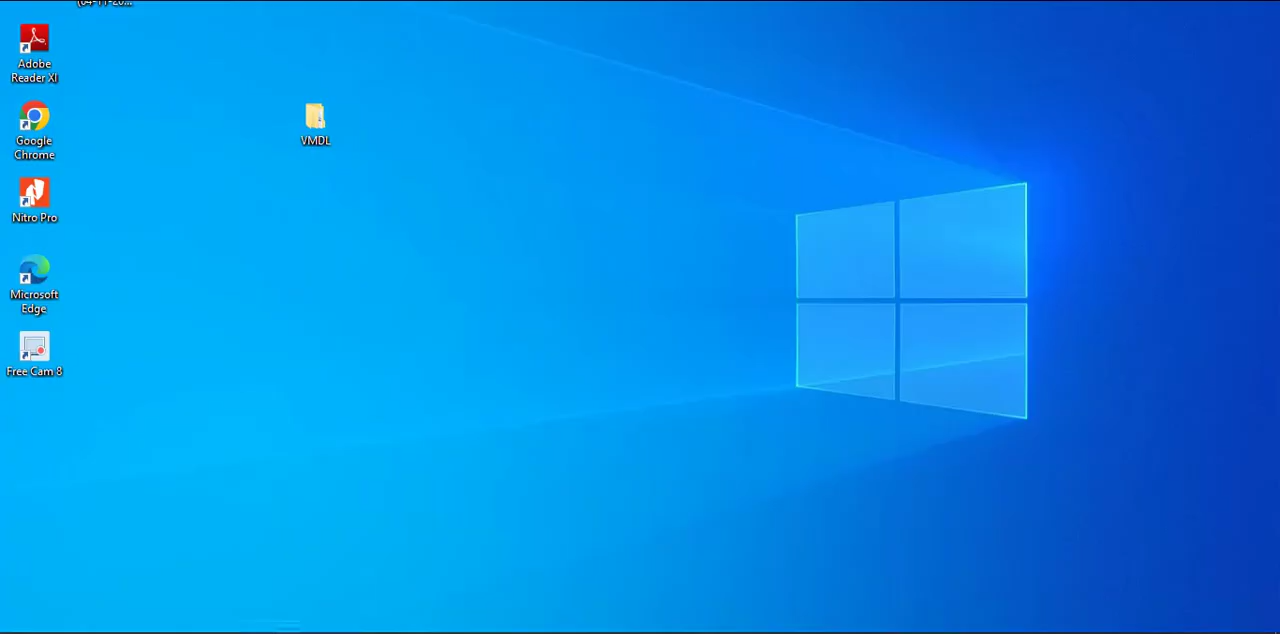 Adobe
Reader XI
Google
Chrome
VMDL
Nitro Pro
Microsoft
Edge
Free Cam 8